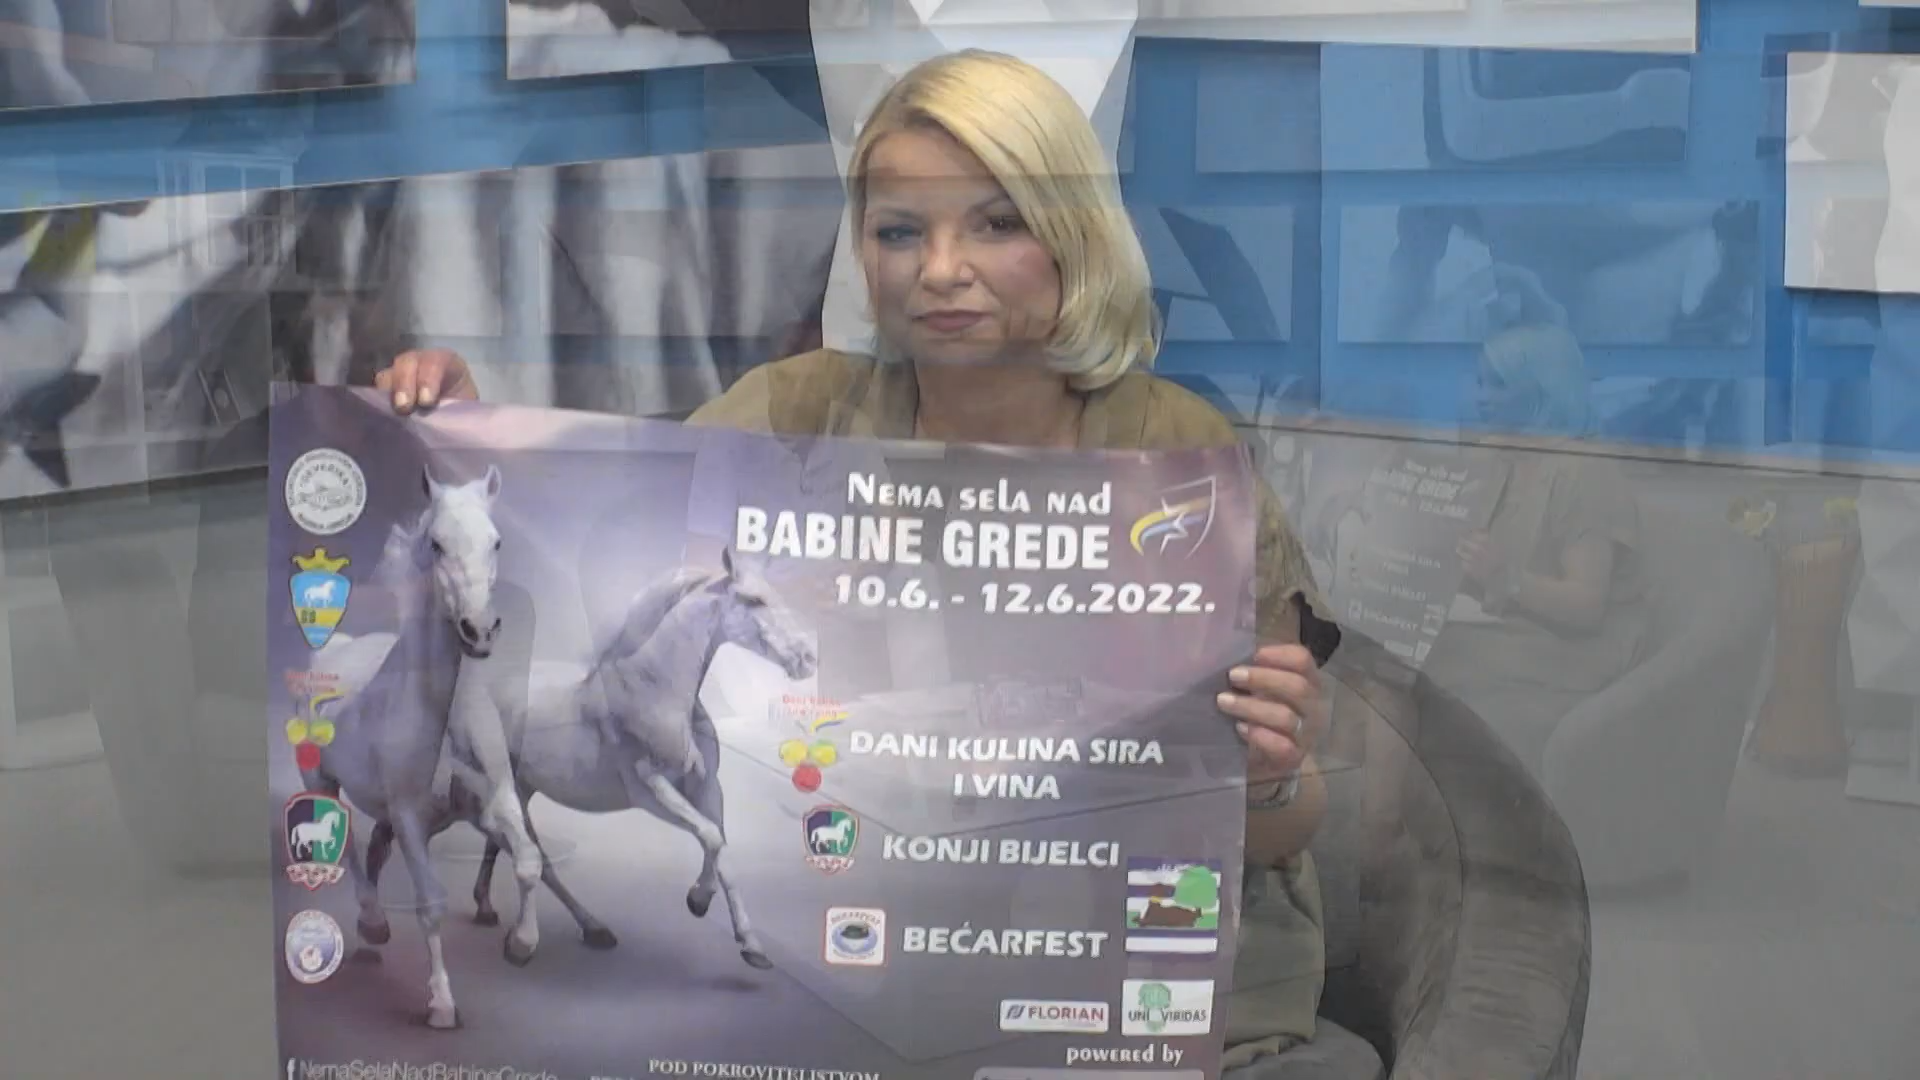 Nema sela nad
BABINE GREDE
10.6. - 12.6.2022.
DANI KULINA SIRA
I VINA
KONJI BIJELCI
BEĆARFEST
FLORIAN
UNI VIRIDAS
powered by
NemaSelaNadBabineGrede
POD POKROVITELJSTVOM